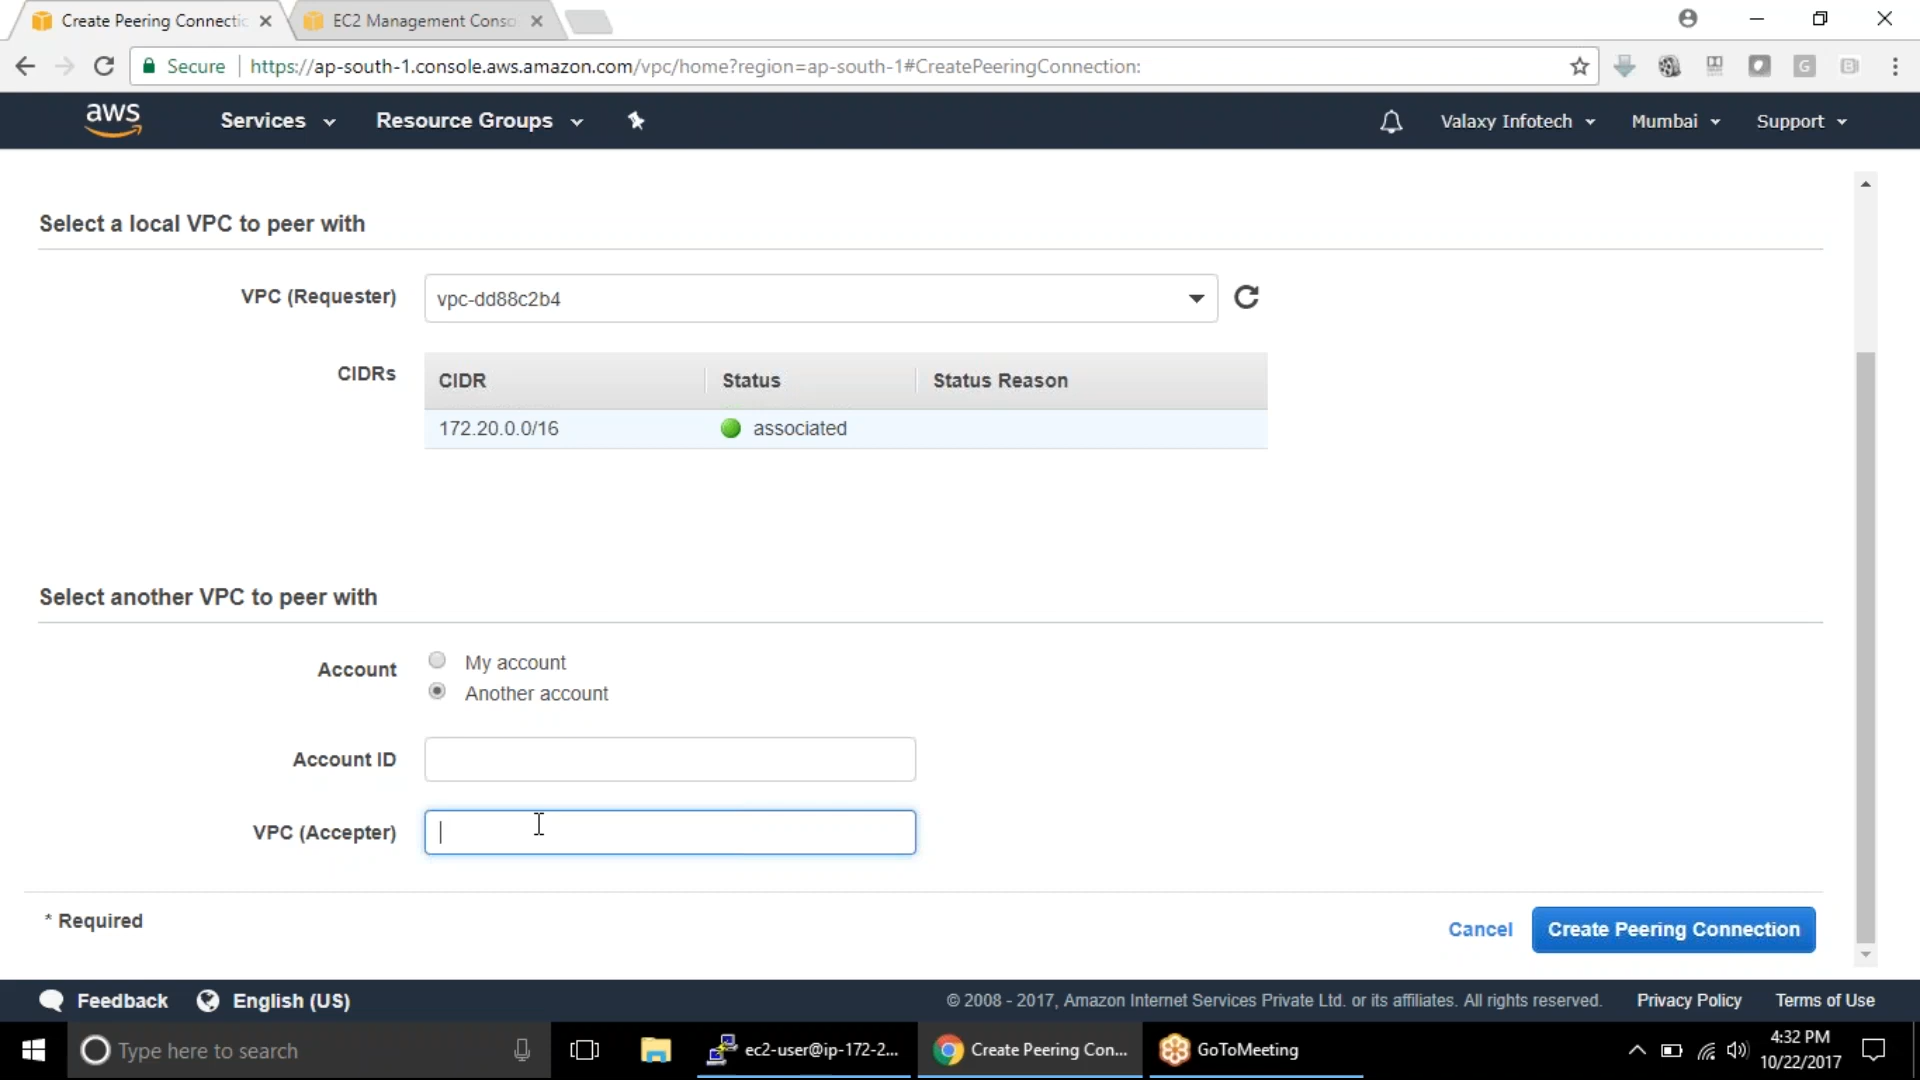 Create Peering Connectic
EC2 Management Conso
Secure
https://ap-south-1.console.aws.amazon.com/vpc/home?region=ap-south-1#CreatePeeringConnection:
aws
Services
Resource Groups
Valaxy Infotech
Mumbai
Support
Select a local VPC to peer with
VPC (Requester)
vpc-dd88c2b4
CIDRs
CIDR
Status
Status Reason
172.20.0.0/16
associated
Select another VPC to peer with
Account
My account
Another account
Account ID
VPC (Accepter)
* Required
Cancel
Create Peering Connection
Feedback
English (US)
© 2008 - 2017, Amazon Internet Services Private Ltd. or its affiliates. All rights reserved.
Privacy Policy
Terms of Use
Type here to search
ec2-user@ip-172-2...
Create Peering Con...
GoToMeeting
4:32 PM
10/22/2017